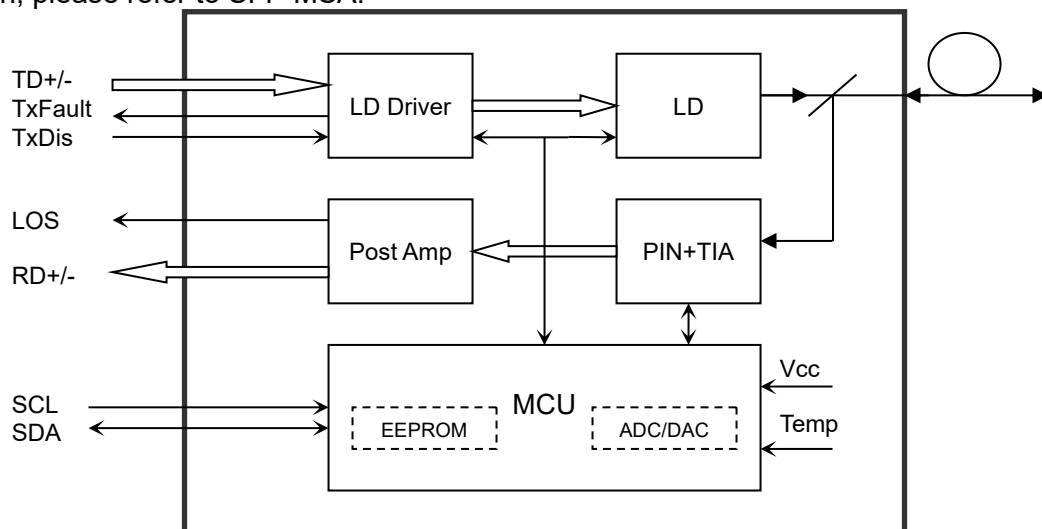 please refer to SFP MSA.
TD+/-
TxFault
TxDis
LD Driver
LD
LOS
RD+/-
Post Amp
PIN+TIA
SCL
SDA
MCU
EEPROM
ADC/DAC
Vcc
Temp